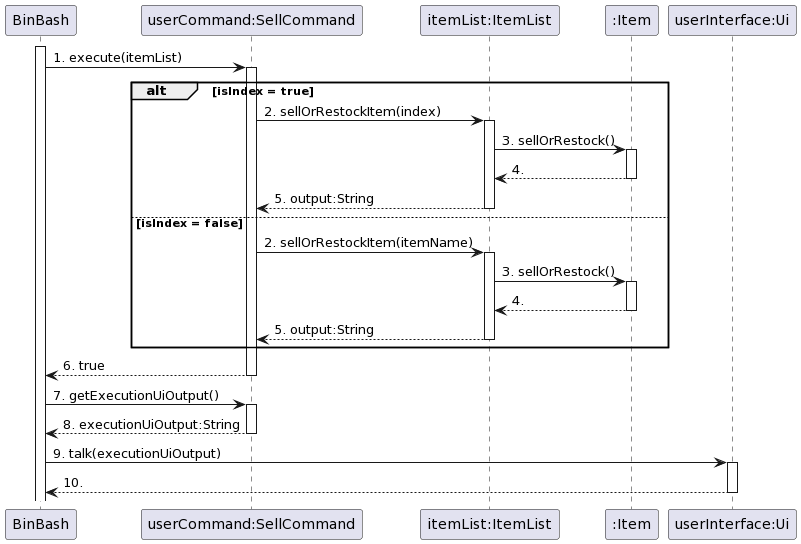 BinBash
userCommand:SellCommand
itemList:ItemList
:Item
userInterface:Ui
1. execute(itemList)
alt
[isIndex = true]
2. sellOrRestockItem(index)
3. sellOrRestock()
4.
5. output:String
[isIndex = false]
2. sellOrRestockItem(itemName)
3. sellOrRestock()
4.
5. output:String
6. true
7. getExecutionUiOutput()
8. executionUiOutput:String
9. talk(executionUiOutput)
10.
BinBash
userCommand:SellCommand
itemList:ItemList
:Item
userInterface:Ui